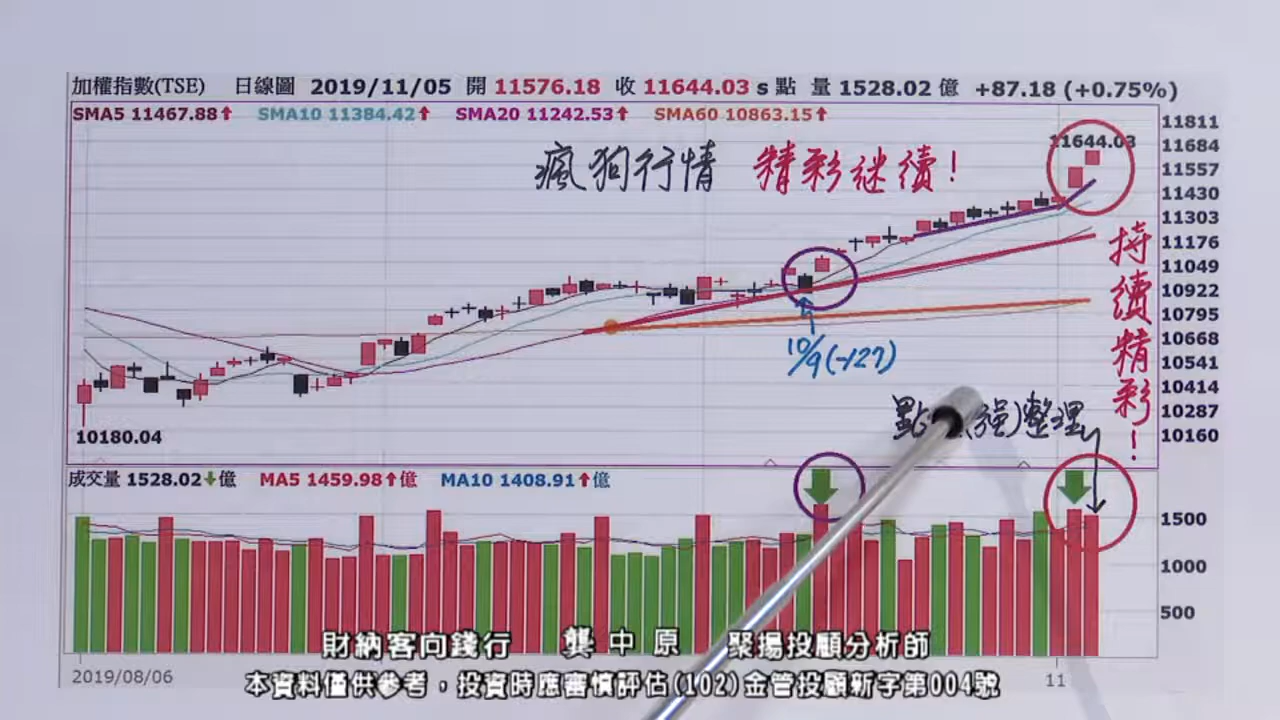 加權指數(TSE) 日線圖 2019/11/05 開 11576.18 收 11644.03 s 點 量 1528.02 億 +87.18 (+0.75%)
SMA5 11467.88↑ SMA10 11384.42↑ SMA20 11242.53↑ SMA60 10863.15↑
11811
11644.03
11684
瘋狗行情 精彩継續!
11557
11430
11303
持續精彩!
11176
11049
10922
10795
10668
10/9(-127)
10541
10414
點(強)整理
10287
10180.04
10160
成交量 1528.02↓億 MA5 1459.98↑億 MA10 1408.91↑億
1500
1000
500
財納客向錢行 龔中原 聚揚投顧分析師
2019/08/06
11
本資料僅供參考，投資時應審慎評估(102)金管投顧新字第004號